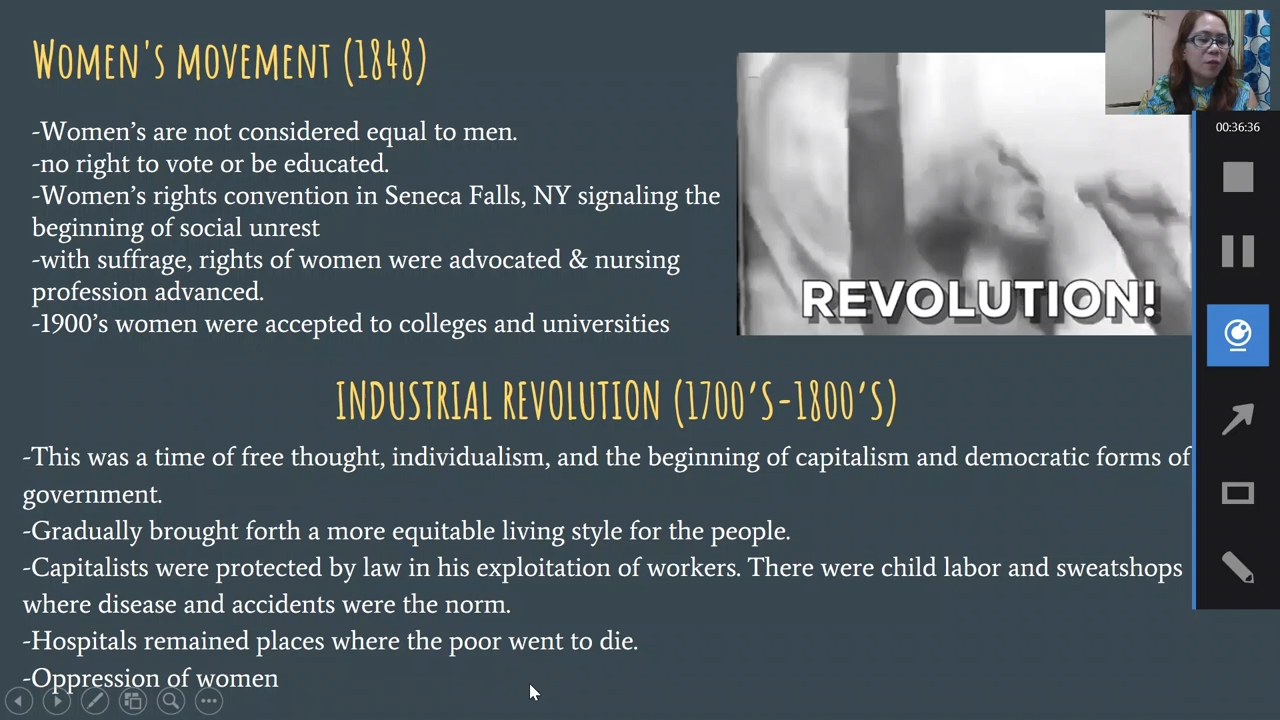 Women's movement (1848)
-Women’s are not considered equal to men.
-no right to vote or be educated.
-Women’s rights convention in Seneca Falls, NY signaling the
beginning of social unrest
-with suffrage, rights of women were advocated & nursing
profession advanced.
-1900’s women were accepted to colleges and universities
REVOLUTION!
00:36:36
INDUSTRIAL REVOLUTION (1700’S-1800’S)
-This was a time of free thought, individualism, and the beginning of capitalism and democratic forms of
government.
-Gradually brought forth a more equitable living style for the people.
-Capitalists were protected by law in his exploitation of workers. There were child labor and sweatshops
where disease and accidents were the norm.
-Hospitals remained places where the poor went to die.
-Oppression of women